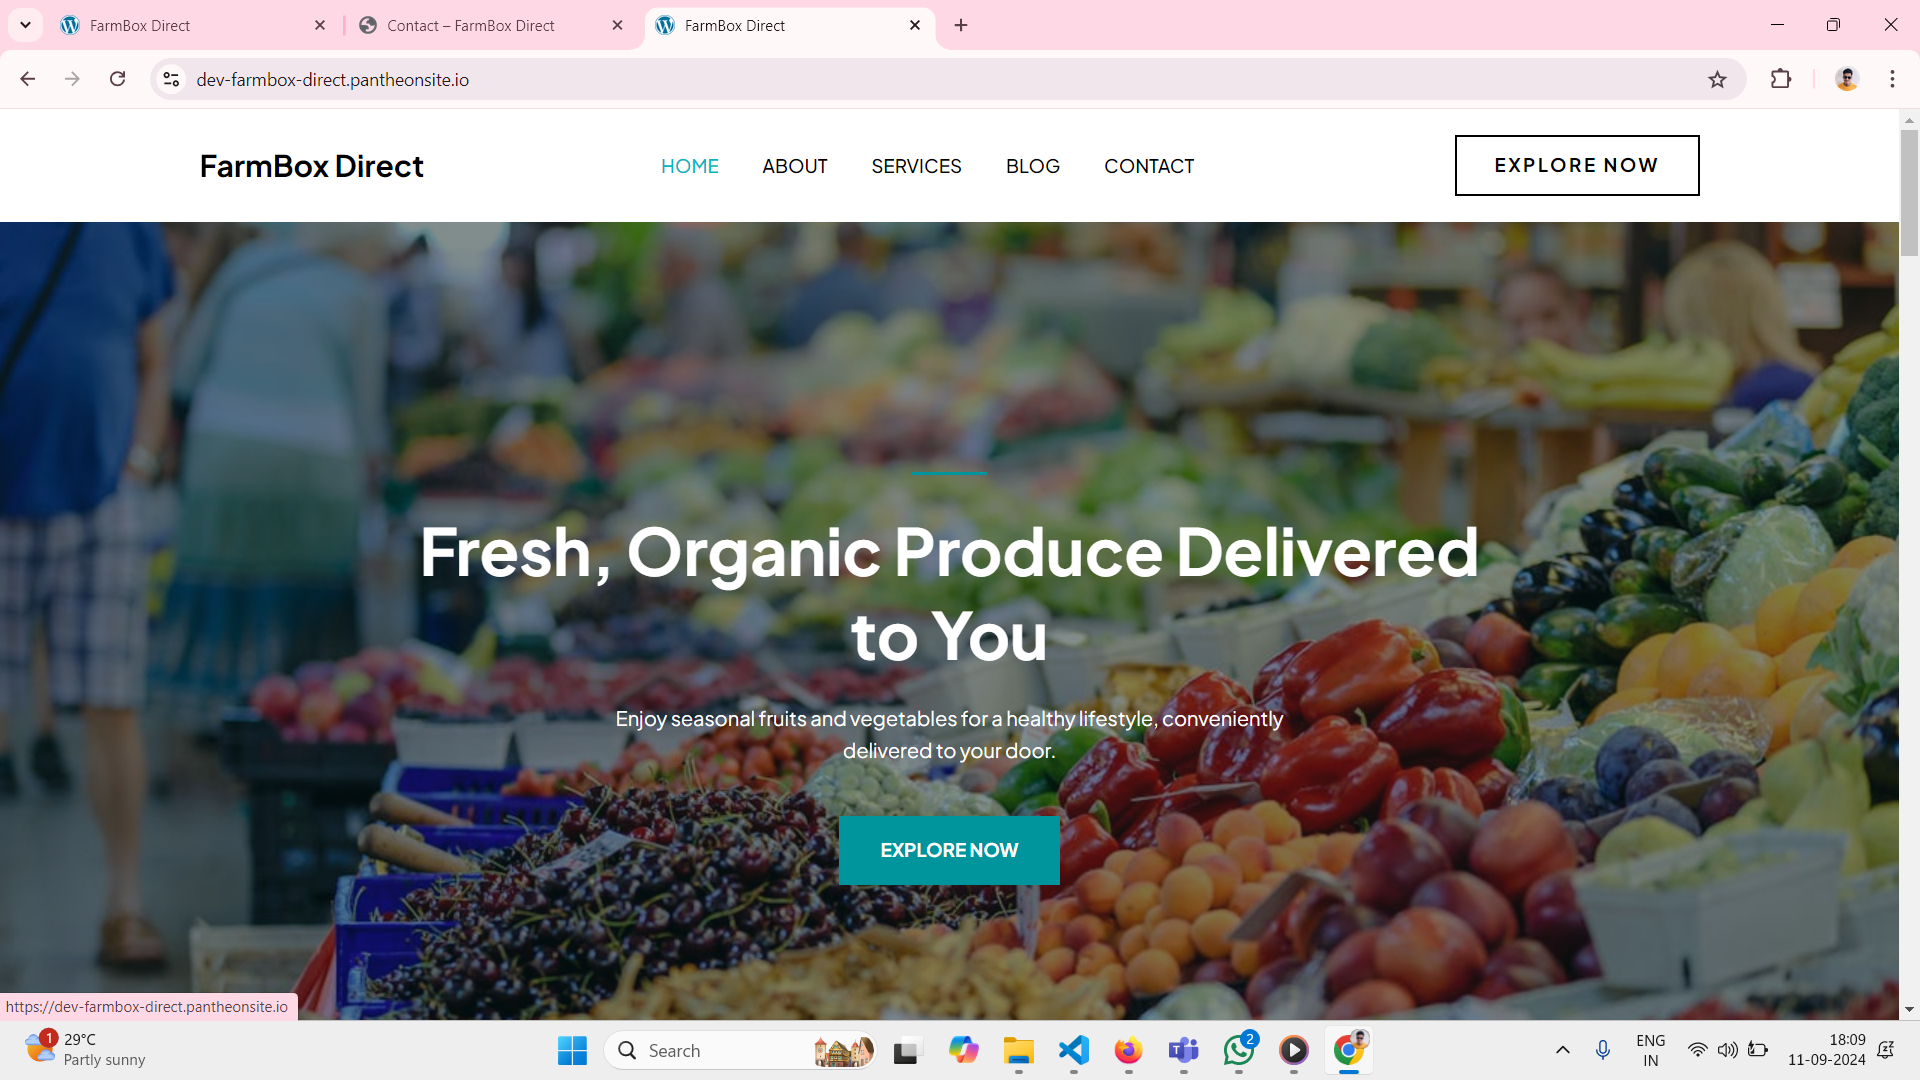 FarmBox Direct
Contact – FarmBox Direct
FarmBox Direct
dev-farmbox-direct.pantheonsite.io
FarmBox Direct
HOME
ABOUT
SERVICES
BLOG
CONTACT
EXPLORE NOW
Fresh, Organic Produce Delivered
to You
Enjoy seasonal fruits and vegetables for a healthy lifestyle, conveniently
delivered to your door.
EXPLORE NOW
https://dev-farmbox-direct.pantheonsite.io
1
29°C
Partly sunny
Search
2
ENG
IN
18:09
11-09-2024